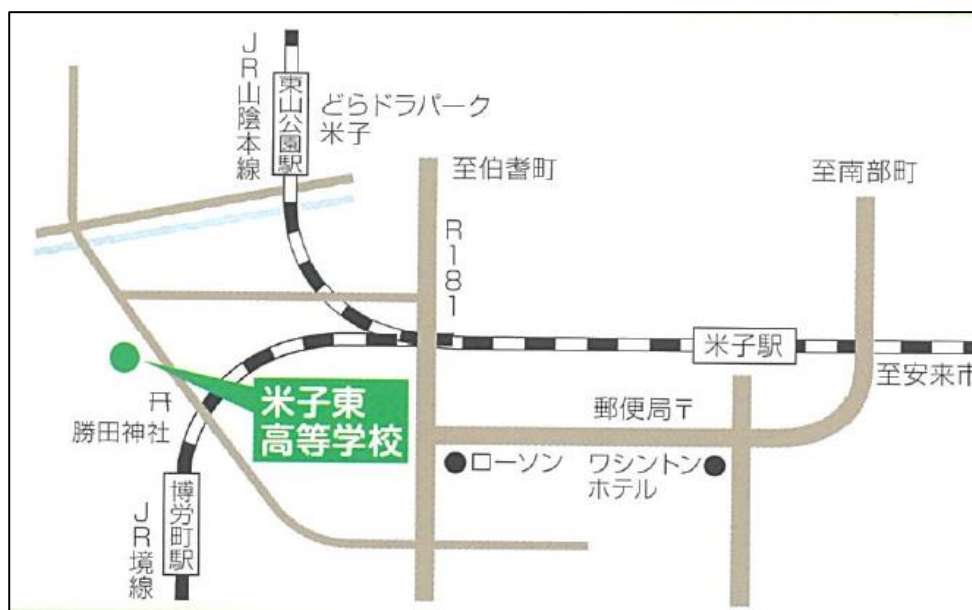 JR山陰本線
東山公園駅
どらドラパーク
米子
至伯耆町
至南部町
R181
米子駅
至安来市
米子東
高等学校
勝田神社
郵便局〒
ローソン
ワシントン
ホテル
博労町駅
JR境線